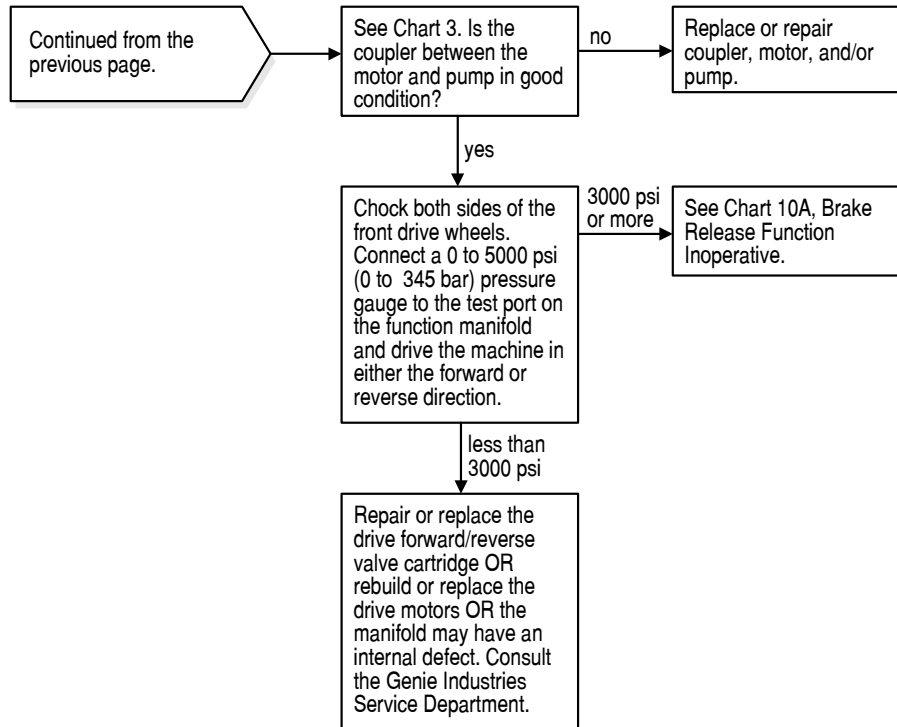 Continued from the
previous page.
See Chart 3. Is the
coupler between the
motor and pump in good
condition?
no
Replace or repair
coupler, motor, and/or
pump.
yes
Chock both sides of the
front drive wheels.
Connect a 0 to 5000 psi
(0 to 345 bar) pressure
gauge to the test port on
the function manifold
and drive the machine in
either the forward or
reverse direction.
3000 psi
or more
See Chart 10A, Brake
Release Function
Inoperative.
less than
3000 psi
Repair or replace the
drive forward/reverse
valve cartridge OR
rebuild or replace the
drive motors OR the
manifold may have an
internal defect. Consult
the Genie Industries
Service Department.